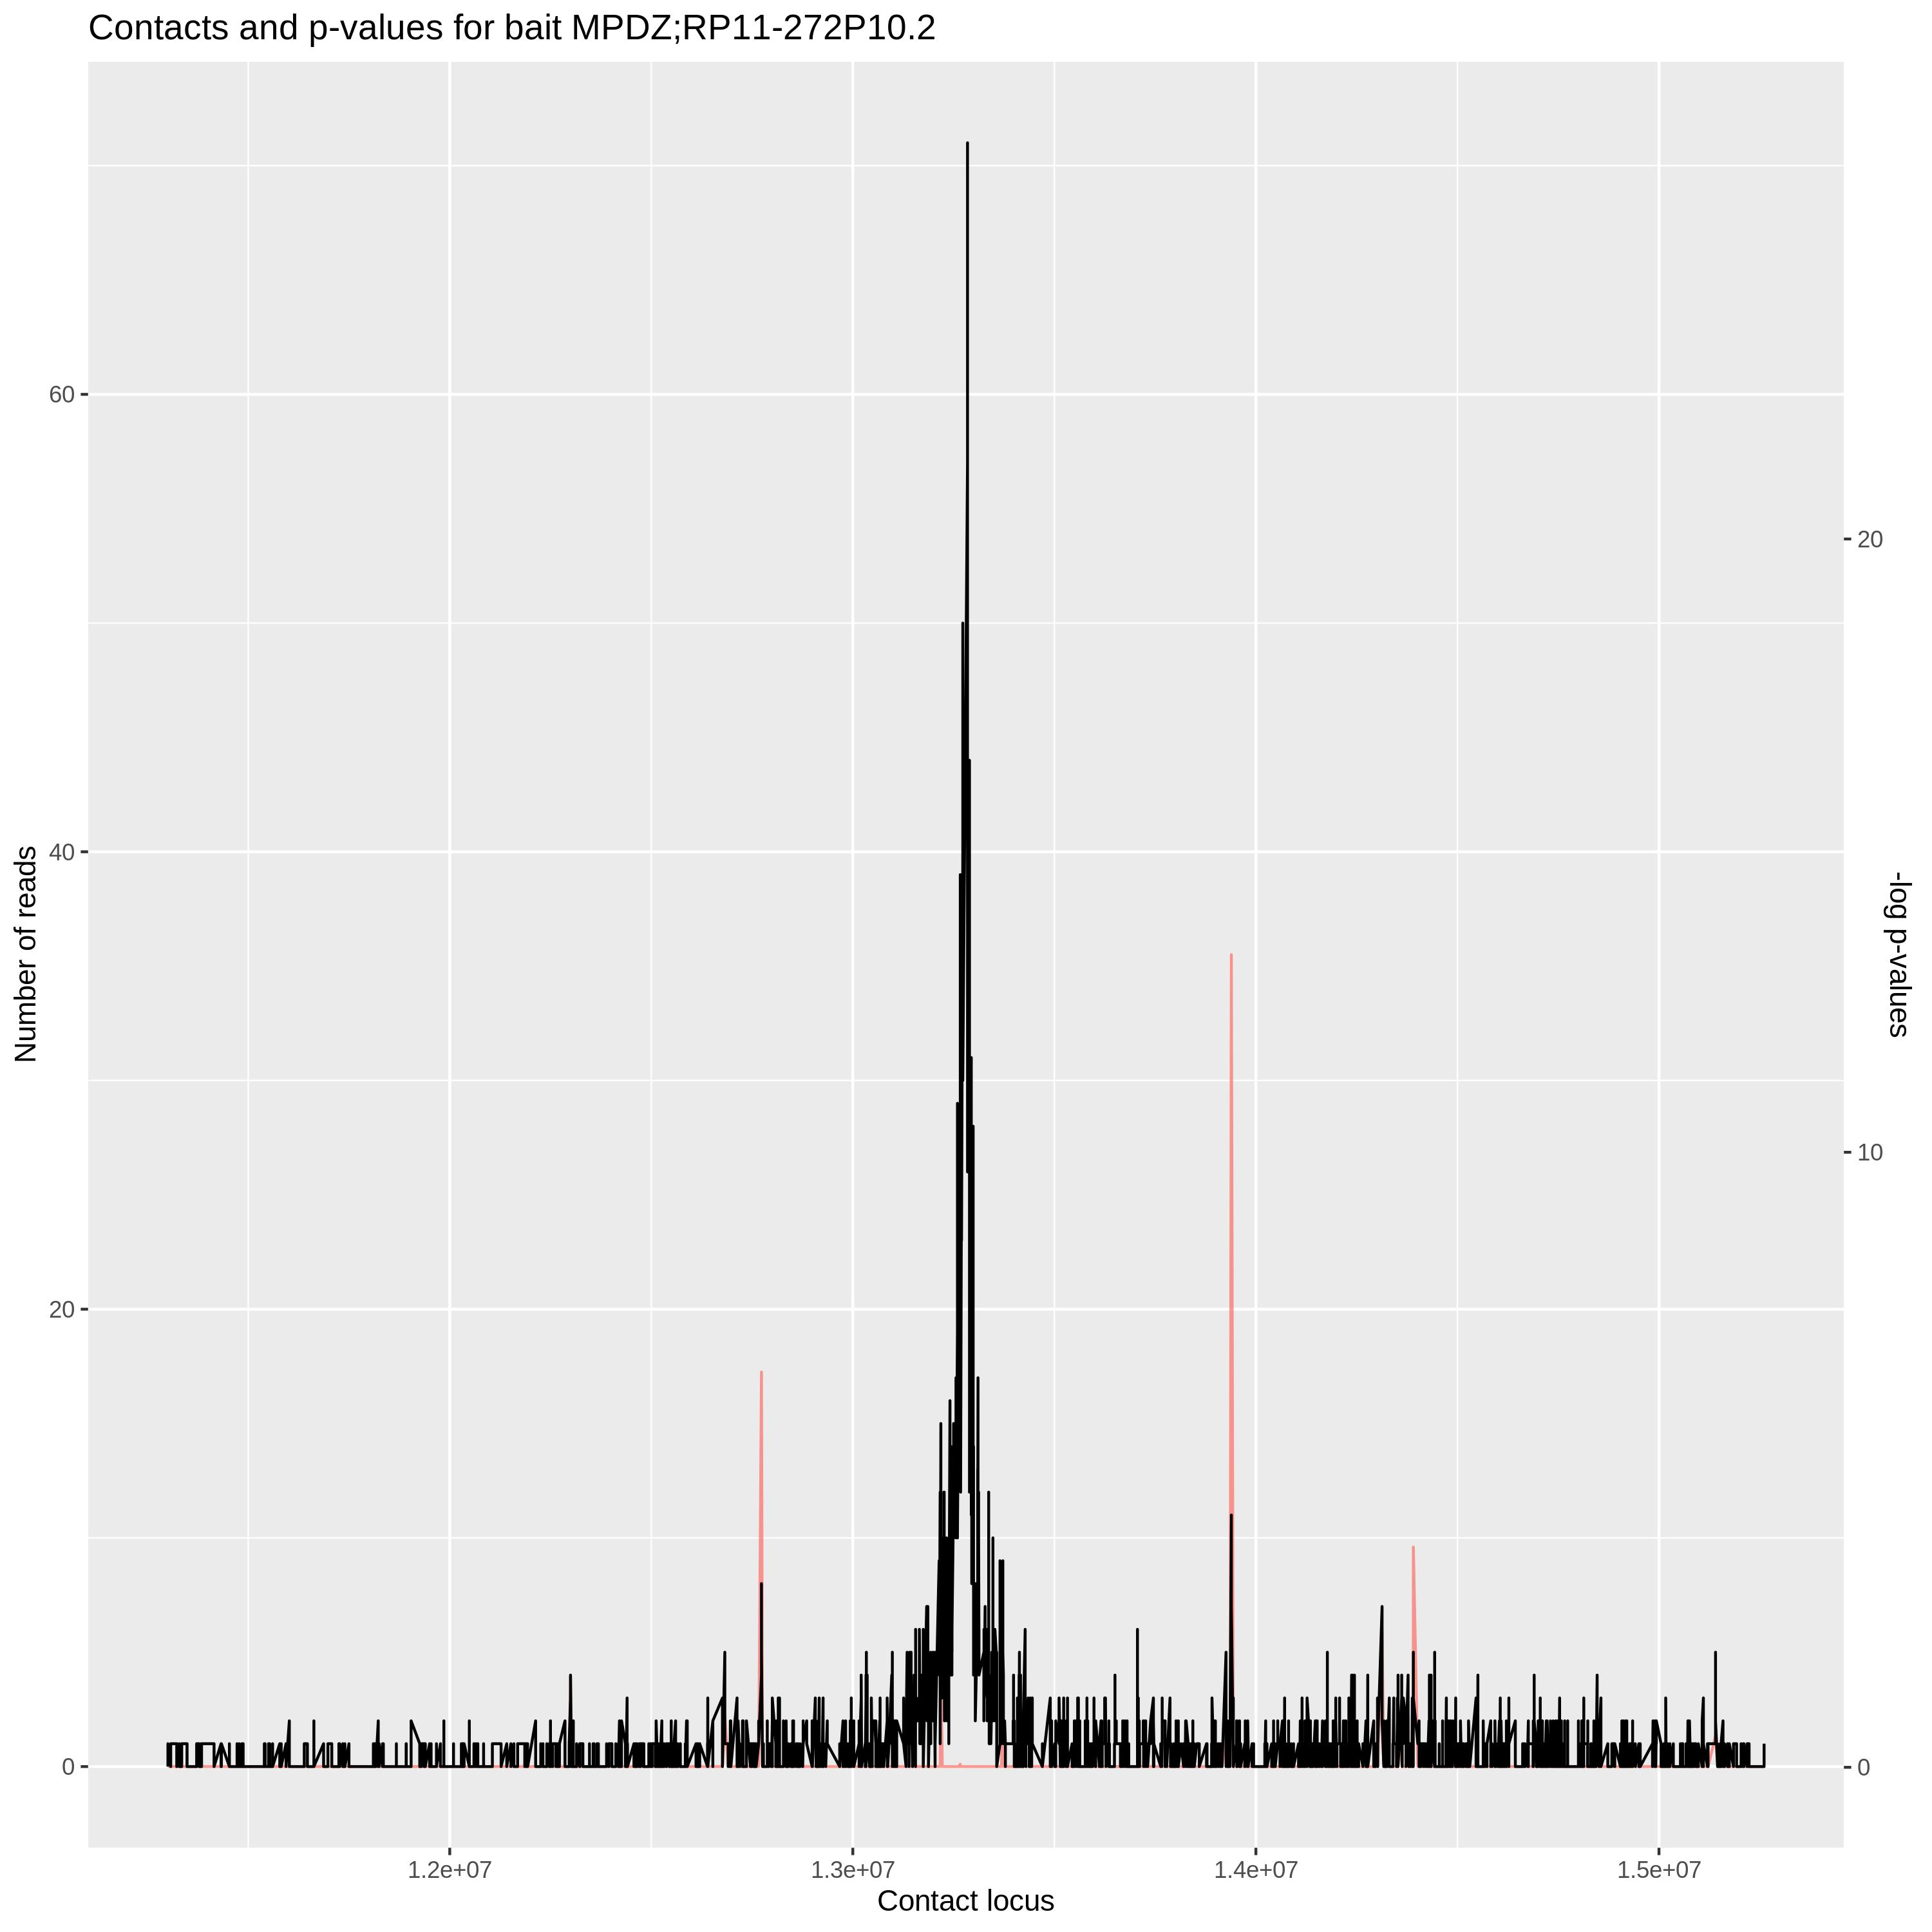 Contacts and p-values for bait MPDZ;RP11-272P10.2
Number of reads
60
40
20
0
20
10
0
-log p-values
1.2e+07
1.3e+07
1.4e+07
1.5e+07
Contact locus